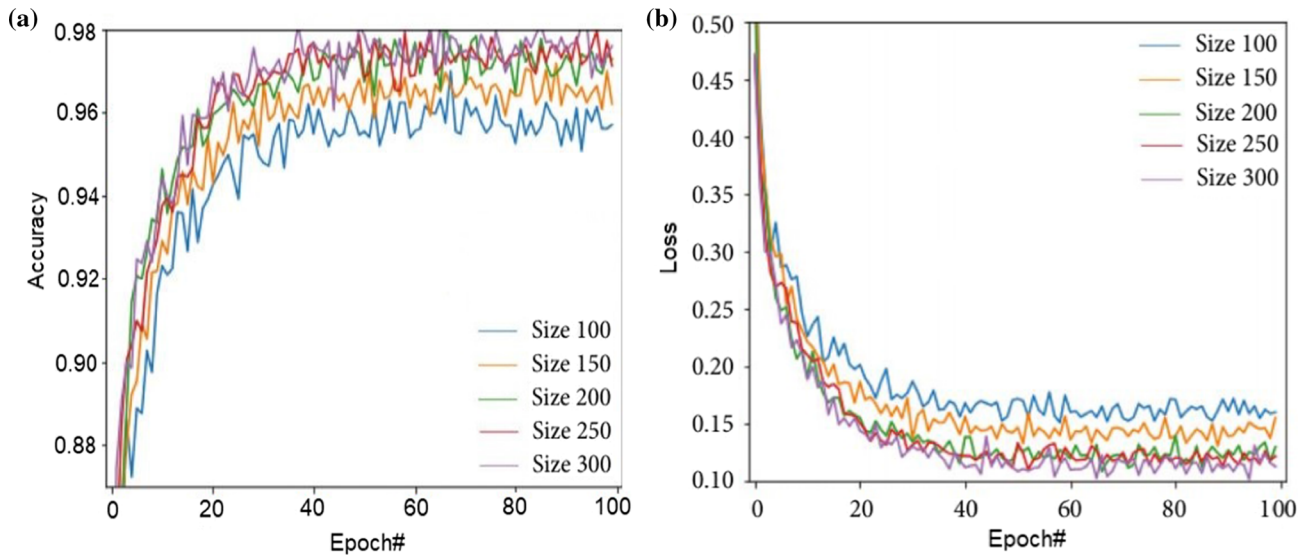 (a)
0.98
0.96
0.94
0.92
0.90
0.88
Accuracy
0
20
40
60
80
100
Epoch#
Size 100
Size 150
Size 200
Size 250
Size 300
(b)
0.50
0.45
0.40
0.35
0.30
0.25
0.20
0.15
0.10
Loss
0
20
40
60
80
100
Epoch#
Size 100
Size 150
Size 200
Size 250
Size 300